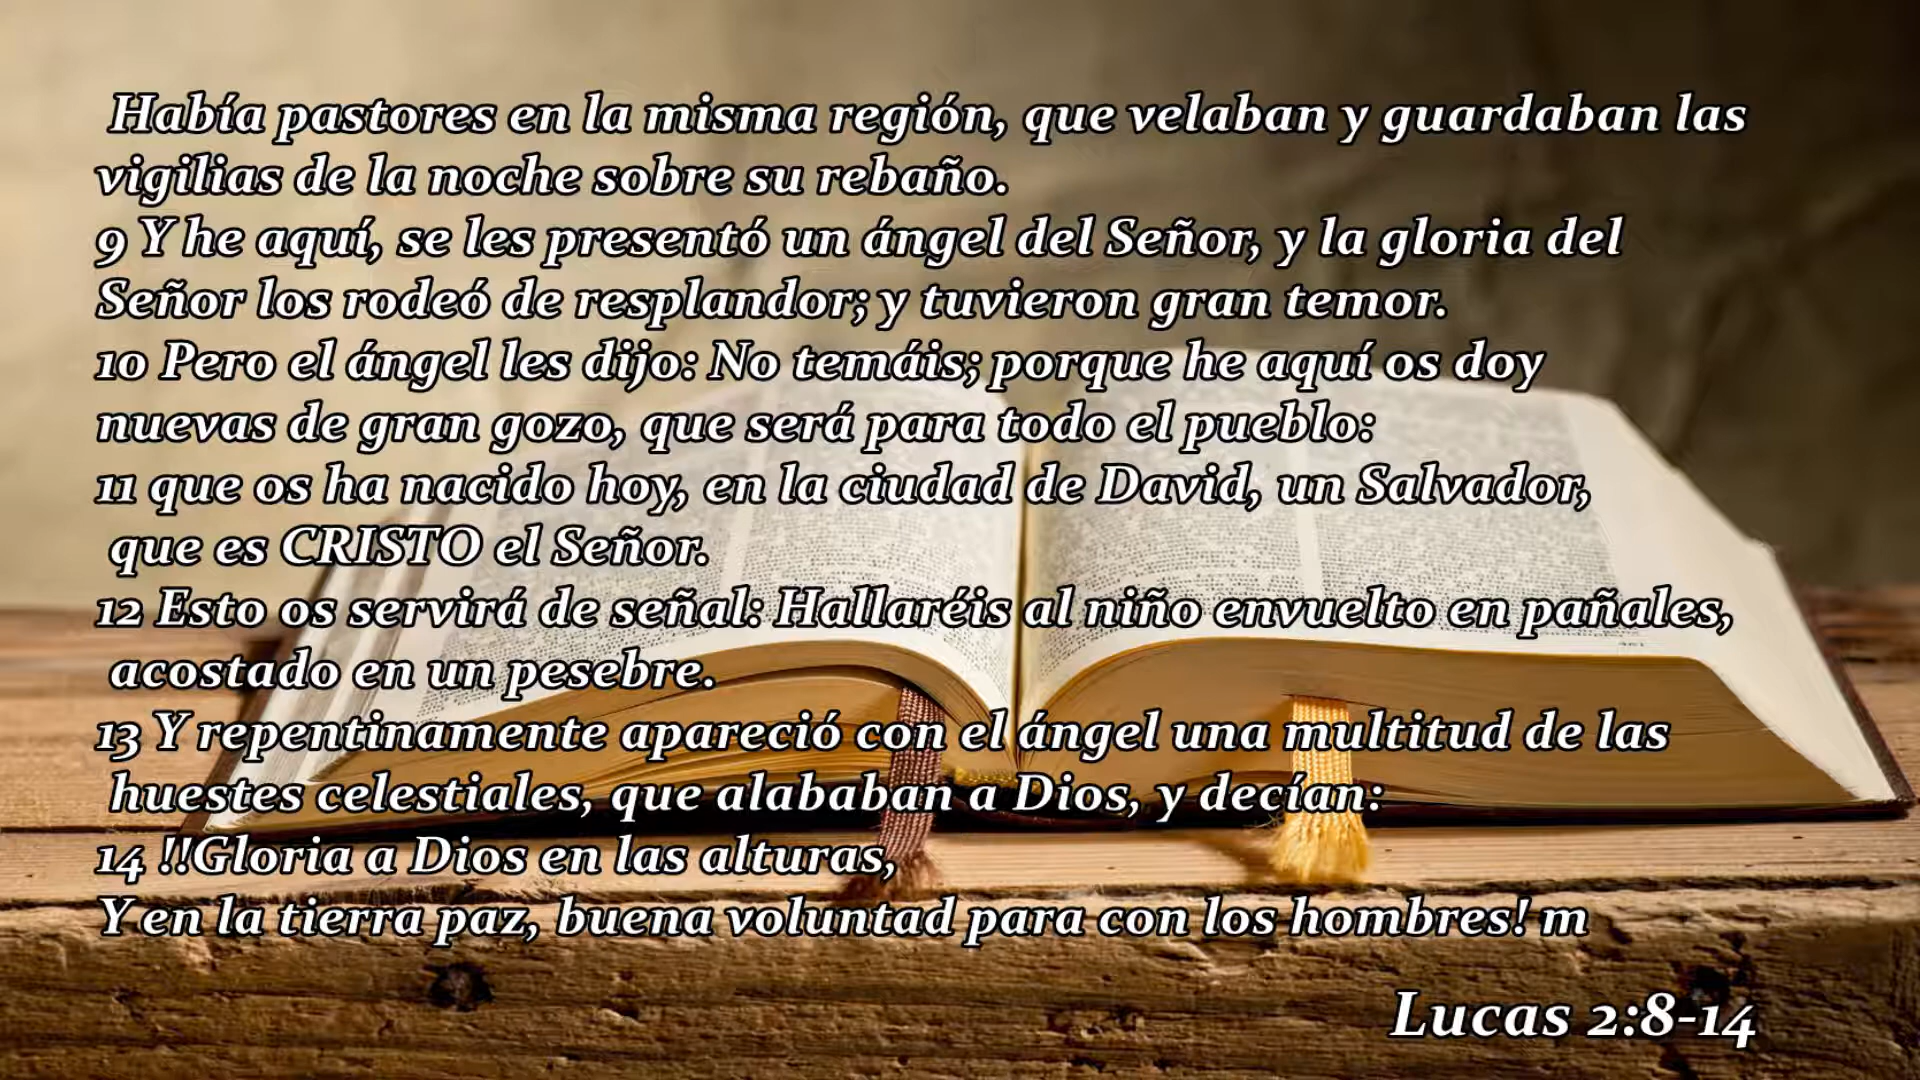 Había pastores en la misma región, que velaban y guardaban las
vigilias de la noche sobre su rebaño.
9 Y he aquí, se les presentó un ángel del Señor, y la gloria del
Señor los rodeó de resplandor; y tuvieron gran temor.
10 Pero el ángel les dijo: No temáis; porque he aquí os doy
nuevas de gran gozo, que será para todo el pueblo:
11 que os ha nacido hoy, en la ciudad de David, un Salvador,
que es CRISTO el Señor.
12 Esto os servirá de señal: Hallaréis al niño envuelto en pañales,
acostado en un pesebre.
13 Y repentinamente apareció con el ángel una multitud de las
huestes celestiales, que alababan a Dios, y decían:
14 !!Gloria a Dios en las alturas,
Y en la tierra paz, buena voluntad para con los hombres! m
Lucas 2:8-14